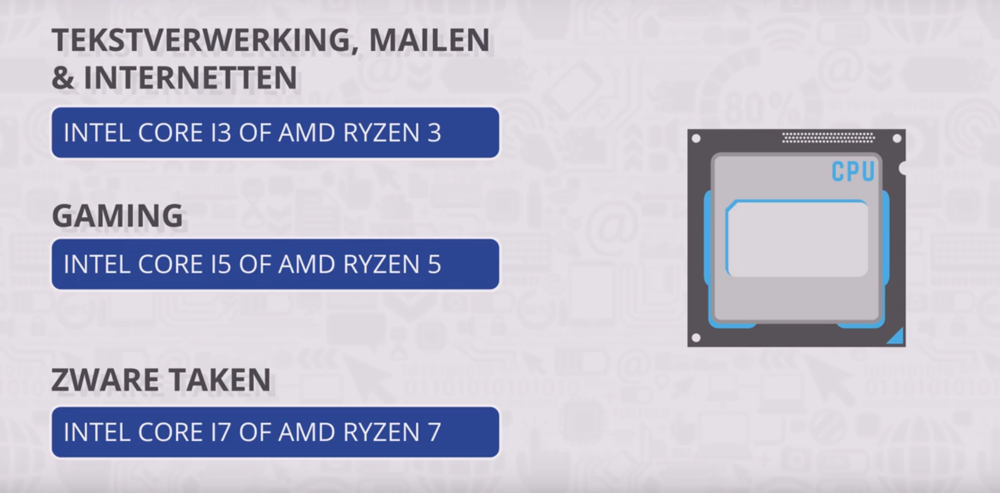 TEKSTVERWERKING, MAILEN
& INTERNETTEN
INTEL CORE I3 OF AMD RYZEN 3
GAMING
INTEL CORE I5 OF AMD RYZEN 5
ZWARE TAKEN
INTEL CORE I7 OF AMD RYZEN 7
CPU
80%